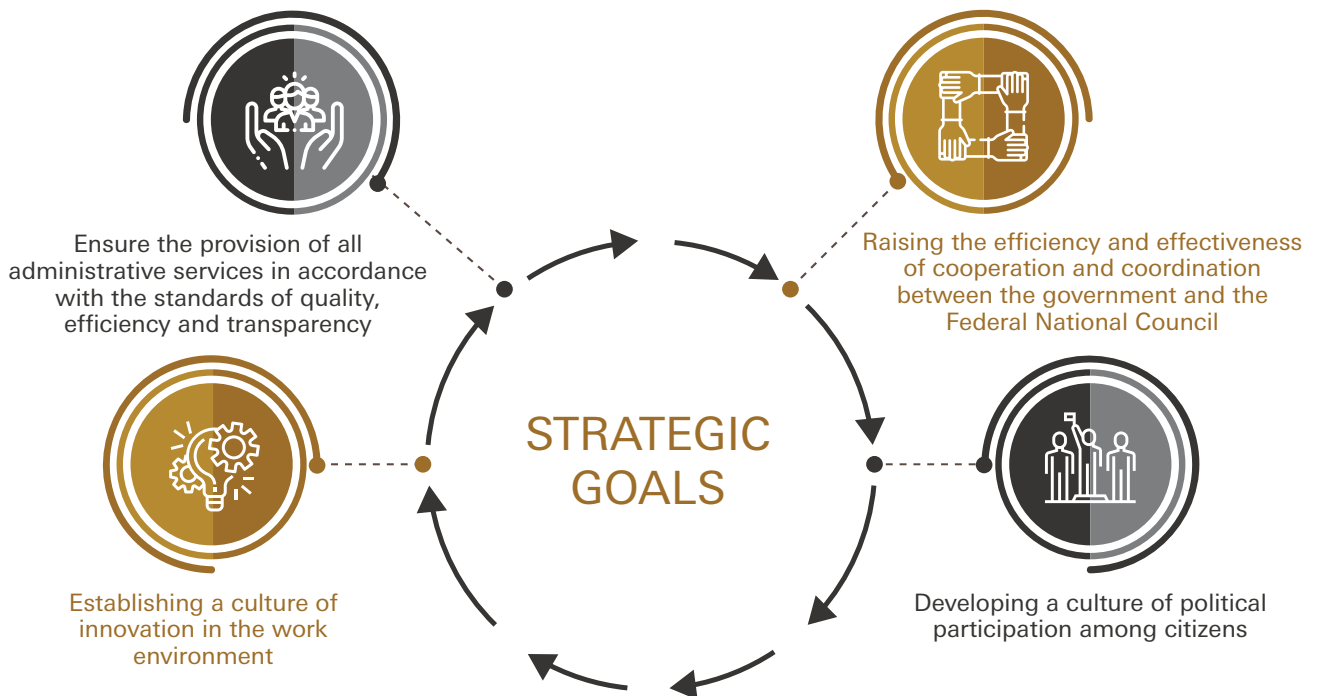 Ensure the provision of all
administrative services in accordance
with the standards of quality,
efficiency and transparency
Raising the efficiency and effectiveness
of cooperation and coordination
between the government and the
Federal National Council
STRATEGIC
GOALS
Establishing a culture of
innovation in the work
environment
Developing a culture of political
participation among citizens